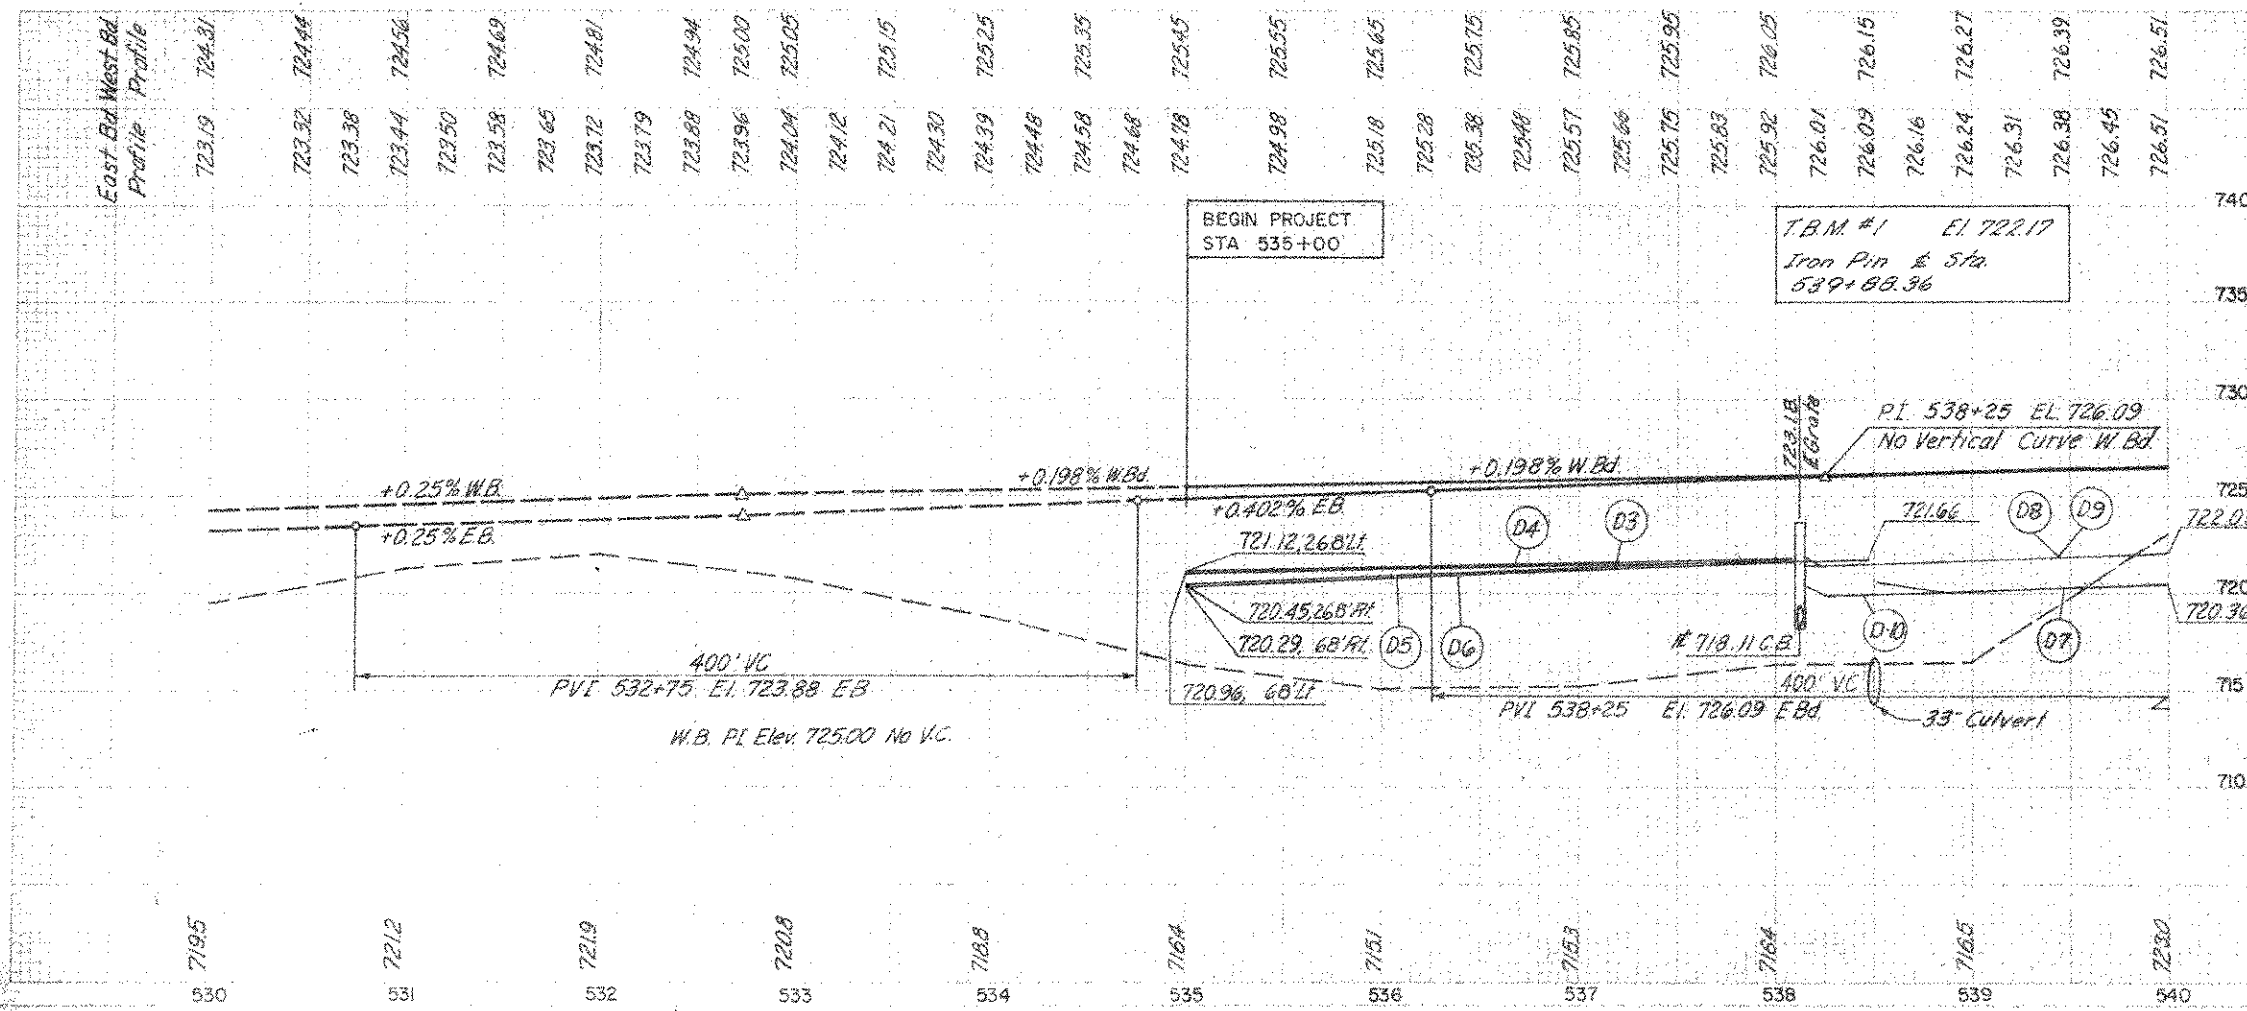 West Bd. Profile
724.31 724.44 724.56 724.69 724.81 724.94 725.00 725.05 725.15 725.25 725.35 725.45 725.55 725.65 725.75 725.85 725.95 726.05 726.15 726.27 726.39 726.51
East Bd. Profile
723.19 723.32 723.38 723.44 723.50 723.58 723.65 723.72 723.79 723.88 723.96 724.04 724.12 724.21 724.30 724.39 724.48 724.58 724.68 724.78 724.98 725.18 725.28 735.38 725.48 725.57 725.66 725.75 725.83 725.92 726.01 726.09 726.16 726.24 726.31 726.38 726.45 726.51
740
BEGIN PROJECT
STA 535+00
T.B.M. #1 El. 722.17
Iron Pin ℄ Sta.
539+88.36
735
730
723.18
℄ Grate
P.I. 538+25 EL. 726.09
No Vertical Curve W. Bd.
+0.25% W.B.
+0.198% W.Bd.
+0.198% W.Bd.
725
+0.25% E.B.
+0.402% E.B.
D4
D3
721.66
D8
D9
722.0
721.12, 268' Lt.
720
720.45, 268' Rt.
720.29, 68' Rt.
D5
D6
718.11 C.B.
D-10
D7
720.36
400' VC
PVI 532+75 El. 723.88 EB
720.96, 68' Lt.
400' VC
715
PVI 538+25 El. 726.09 E.Bd.
33" Culvert
W.B. P.I. Elev. 725.00 No V.C.
710
719.5 721.2 721.9 720.8 718.8 716.4 715.1 715.3 716.4 716.5 723.0
530 531 532 533 534 535 536 537 538 539 540